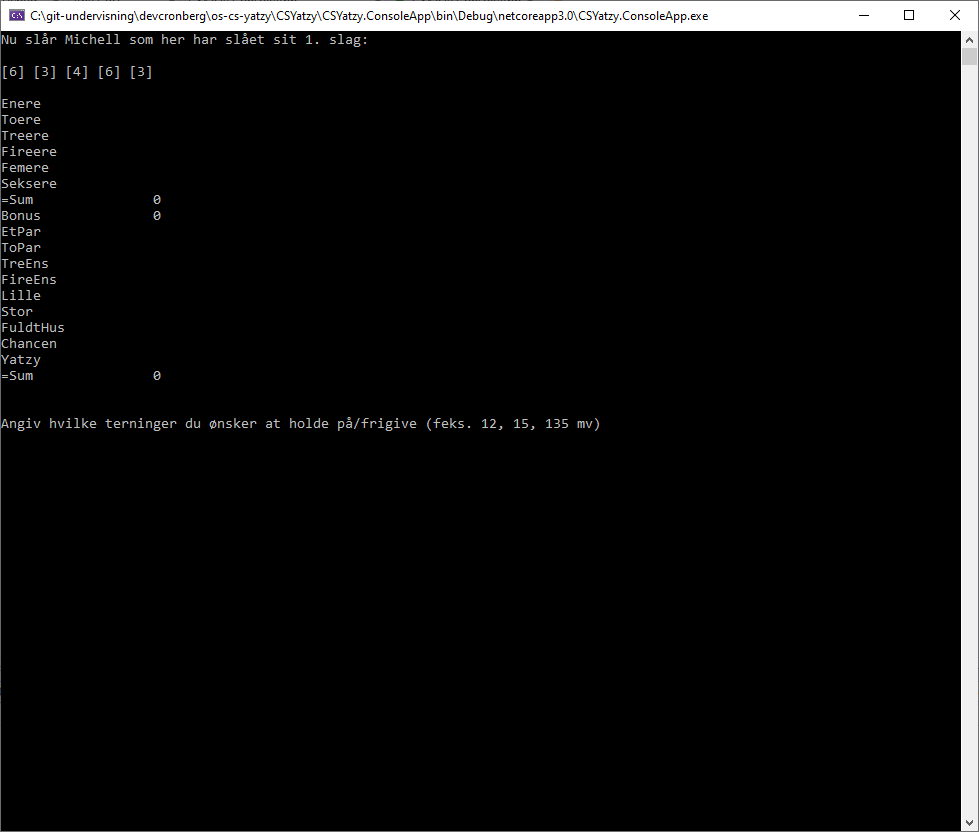 C:\git-undervisning\devcronberg\os-cs-yatzy\CSYatzy\CSYatzy.ConsoleApp\bin\Debug\netcoreapp3.0\CSYatzy.ConsoleApp.exe
Nu slår Michell som her har slået sit 1. slag:
[6] [3] [4] [6] [3]
Enere
Toere
Treere
Fireere
Femere
Seksere
=Sum 0
Bonus 0
EtPar
ToPar
TreEns
FireEns
Lille
Stor
FuldtHus
Chancen
Yatzy
=Sum 0
Angiv hvilke terninger du ønsker at holde på/frigive (feks. 12, 15, 135 mv)